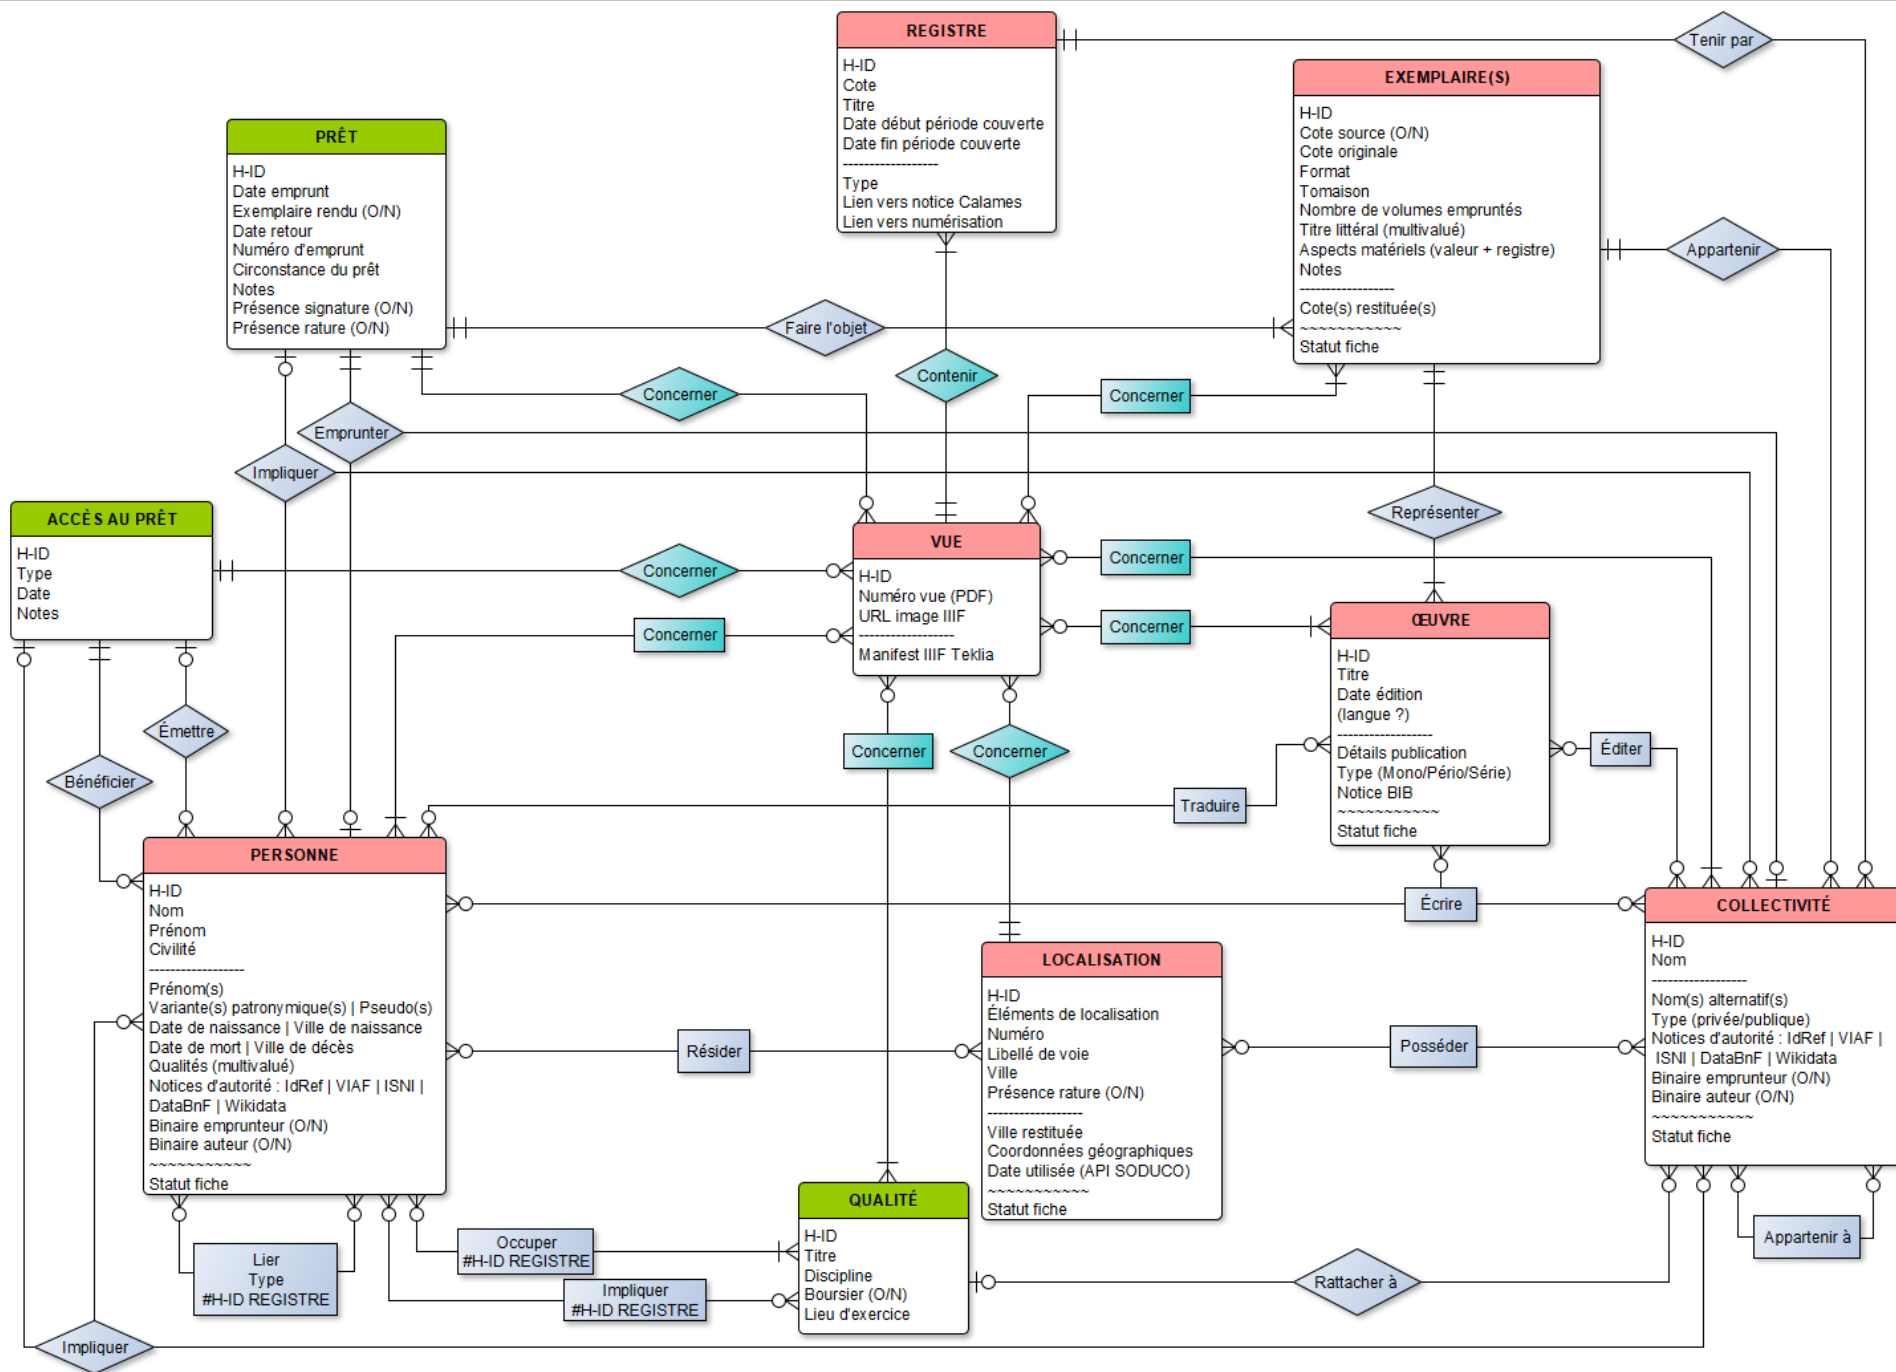 REGISTRE
H-ID
Cote
Titre
Date début période couverte
Date fin période couverte
------------------
Type
Lien vers notice Calames
Lien vers numérisation
Tenir par
EXEMPLAIRE(S)
H-ID
Cote source (O/N)
Cote originale
Format
Tomaison
Nombre de volumes empruntés
Titre littéral (multivalué)
Aspects matériels (valeur + registre)
Notes
------------------
Cote(s) restituée(s)
~~~~~~~~~~~
Statut fiche
PRÊT
H-ID
Date emprunt
Exemplaire rendu (O/N)
Date retour
Numéro d'emprunt
Circonstance du prêt
Notes
Présence signature (O/N)
Présence rature (O/N)
Appartenir
Faire l'objet
Contenir
Concerner
Concerner
Emprunter
Impliquer
Représenter
ACCÈS AU PRÊT
H-ID
Type
Date
Notes
Concerner
Concerner
VUE
H-ID
Numéro vue (PDF)
URL image IIIF
------------------
Manifest IIIF Teklia
Concerner
Concerner
ŒUVRE
H-ID
Titre
Date édition
(langue ?)
------------------
Détails publication
Type (Mono/Pério/Série)
Notice BIB
~~~~~~~~~~~
Statut fiche
Émettre
Bénéficier
Concerner
Concerner
Éditer
Traduire
Écrire
PERSONNE
H-ID
Nom
Prénom
Civilité
------------------
Prénom(s)
Variante(s) patronymique(s) | Pseudo(s)
Date de naissance | Ville de naissance
Date de mort | Ville de décès
Qualités (multivalué)
Notices d'autorité : IdRef | VIAF | ISNI |
DataBnF | Wikidata
Binaire emprunteur (O/N)
Binaire auteur (O/N)
~~~~~~~~~~~
Statut fiche
Résider
LOCALISATION
H-ID
Éléments de localisation
Numéro
Libellé de voie
Ville
Présence rature (O/N)
------------------
Ville restituée
Coordonnées géographiques
Date utilisée (API SODUCO)
~~~~~~~~~~~
Statut fiche
Posséder
COLLECTIVITÉ
H-ID
Nom
------------------
Nom(s) alternatif(s)
Type (privée/publique)
Notices d'autorité : IdRef | VIAF |
ISNI | DataBnF | Wikidata
Binaire emprunteur (O/N)
Binaire auteur (O/N)
~~~~~~~~~~~
Statut fiche
QUALITÉ
H-ID
Titre
Discipline
Boursier (O/N)
Lieu d'exercice
Lier
Type
#H-ID REGISTRE
Occuper
#H-ID REGISTRE
Impliquer
#H-ID REGISTRE
Rattacher à
Appartenir à
Impliquer